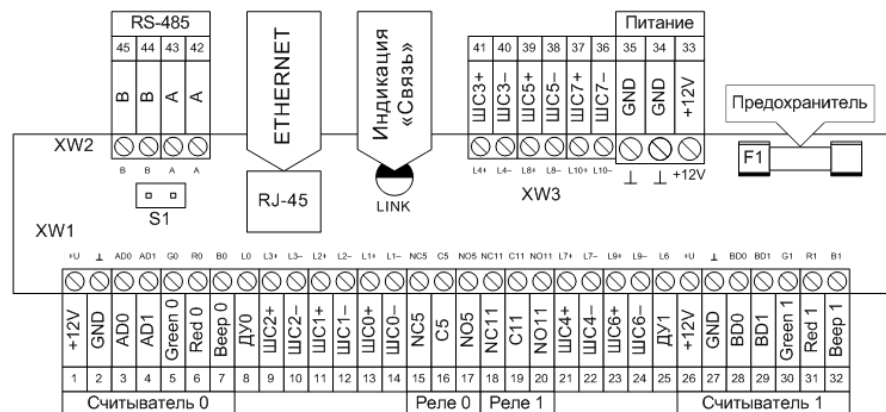 RS-485
Питание
45 44 43 42
41 40 39 38 37 36 35 34 33
B B A A
ETHERNET
Индикация
«Связь»
ШС3+ ШС3– ШС5+ ШС5– ШС7+ ШС7– GND GND +12V
Предохранитель
XW2
F1
B B A A
L4+ L4– L8+ L8– L10+ L10– ⊥ ⊥ +12V
RJ-45
S1
LINK
XW3
XW1
+U ⊥ AD0 AD1 G0 R0 B0 L0 L3+ L3– L2+ L2– L1+ L1– NC5 C5 NO5 NC11 C11 NO11 L7+ L7– L9+ L9– L6 +U ⊥ BD0 BD1 G1 R1 B1
+12V GND AD0 AD1 Green 0 Red 0 Beep 0 ДУ0 ШС2+ ШС2– ШС1+ ШС1– ШС0+ ШС0– NC5 C5 NO5 NC11 C11 NO11 ШС4+ ШС4– ШС6+ ШС6– ДУ1 +12V GND BD0 BD1 Green 1 Red 1 Beep 1
1 2 3 4 5 6 7 8 9 10 11 12 13 14 15 16 17 18 19 20 21 22 23 24 25 26 27 28 29 30 31 32
Считыватель 0 Реле 0 Реле 1 Считыватель 1